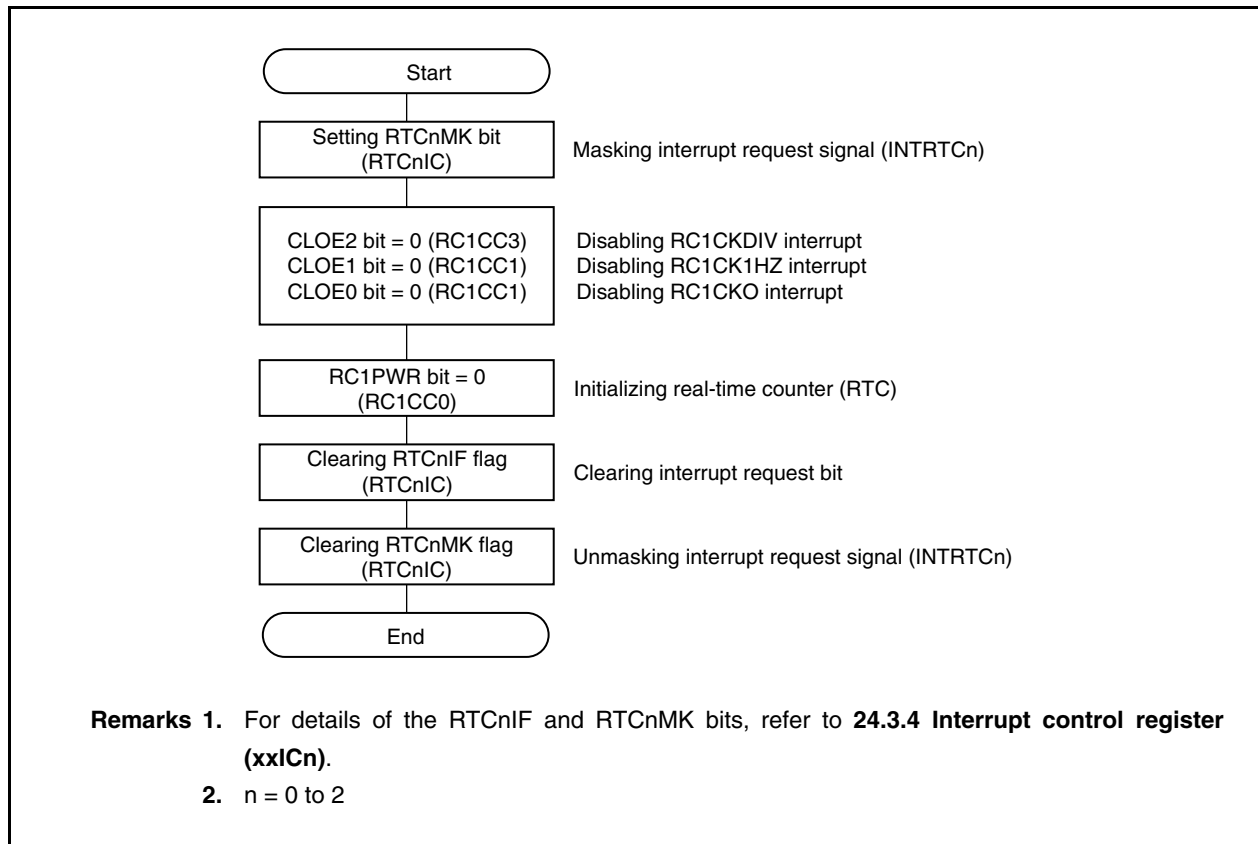 Start
Setting RTCnMK bit
(RTCnIC)
Masking interrupt request signal (INTRTCn)
CLOE2 bit = 0 (RC1CC3)
Disabling RC1CKDIV interrupt
CLOE1 bit = 0 (RC1CC1)
Disabling RC1CK1HZ interrupt
CLOE0 bit = 0 (RC1CC1)
Disabling RC1CKO interrupt
RC1PWR bit = 0
(RC1CC0)
Initializing real-time counter (RTC)
Clearing RTCnIF flag
(RTCnIC)
Clearing interrupt request bit
Clearing RTCnMK flag
(RTCnIC)
Unmasking interrupt request signal (INTRTCn)
End
Remarks 1. For details of the RTCnIF and RTCnMK bits, refer to 24.3.4 Interrupt control register
(xxICn).
2. n = 0 to 2